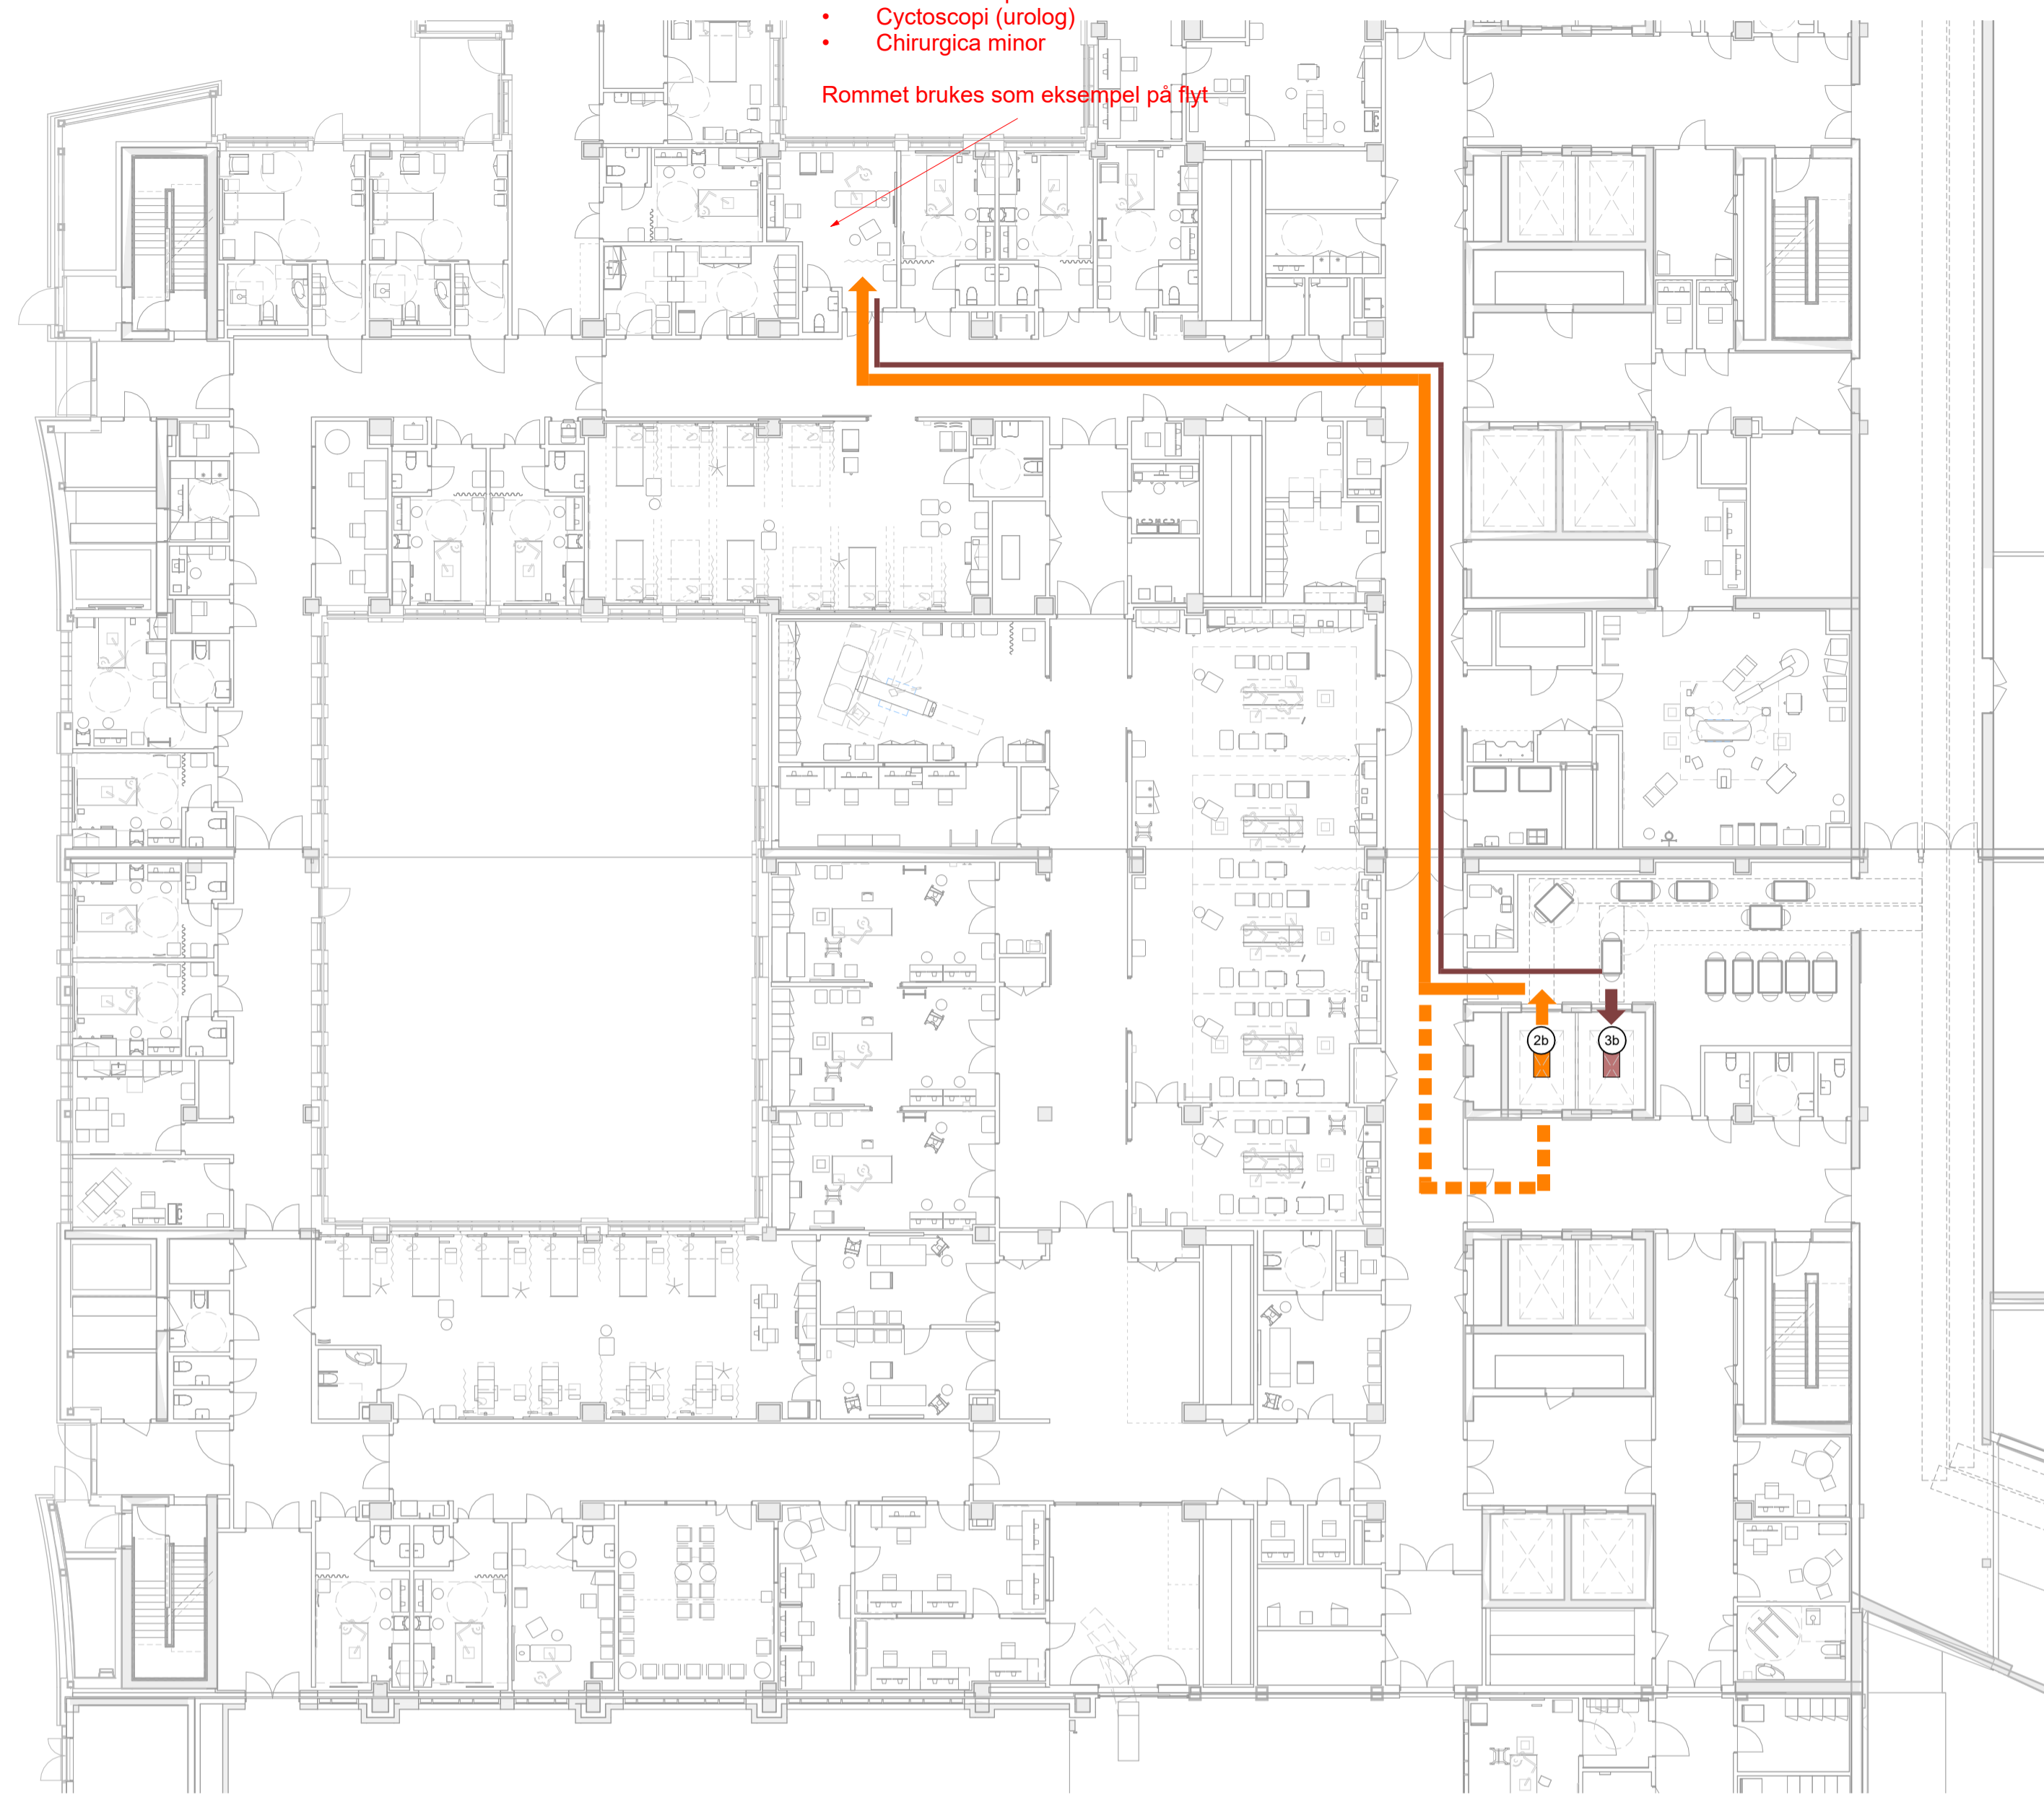 • Cyctoscopi (urolog)
• Chirurgica minor
Rommet brukes som eksempel på flyt
2b
3b